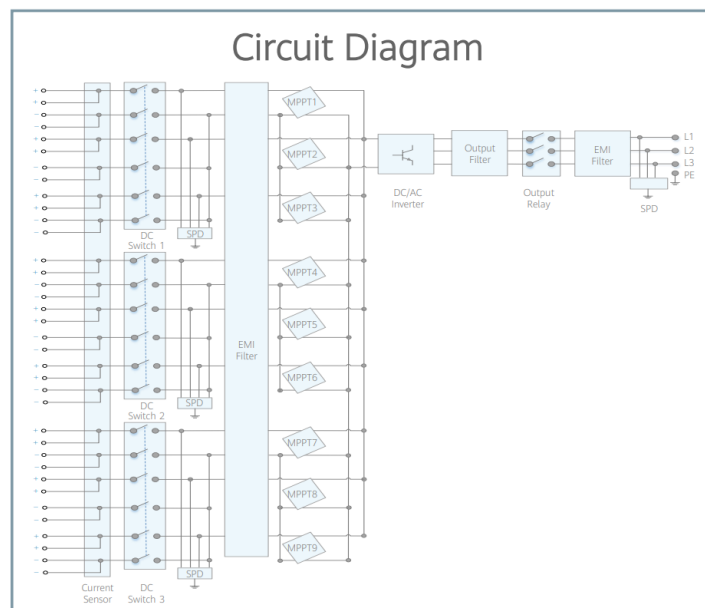 Circuit Diagram
MPPT1
MPPT2
MPPT3
MPPT4
MPPT5
MPPT6
MPPT7
MPPT8
MPPT9
DC
Switch 1
SPD
DC
Switch 2
SPD
DC
Switch 3
SPD
Current
Sensor
EMI
Filter
DC/AC
Inverter
Output
Filter
Output
Relay
EMI
Filter
SPD
L1
L2
L3
PE
+
+
−
−
+
+
−
−
+
+
−
−
+
+
−
−
+
+
−
−
+
+
−
−
+
+
−
−
+
+
−
−
+
+
−
−